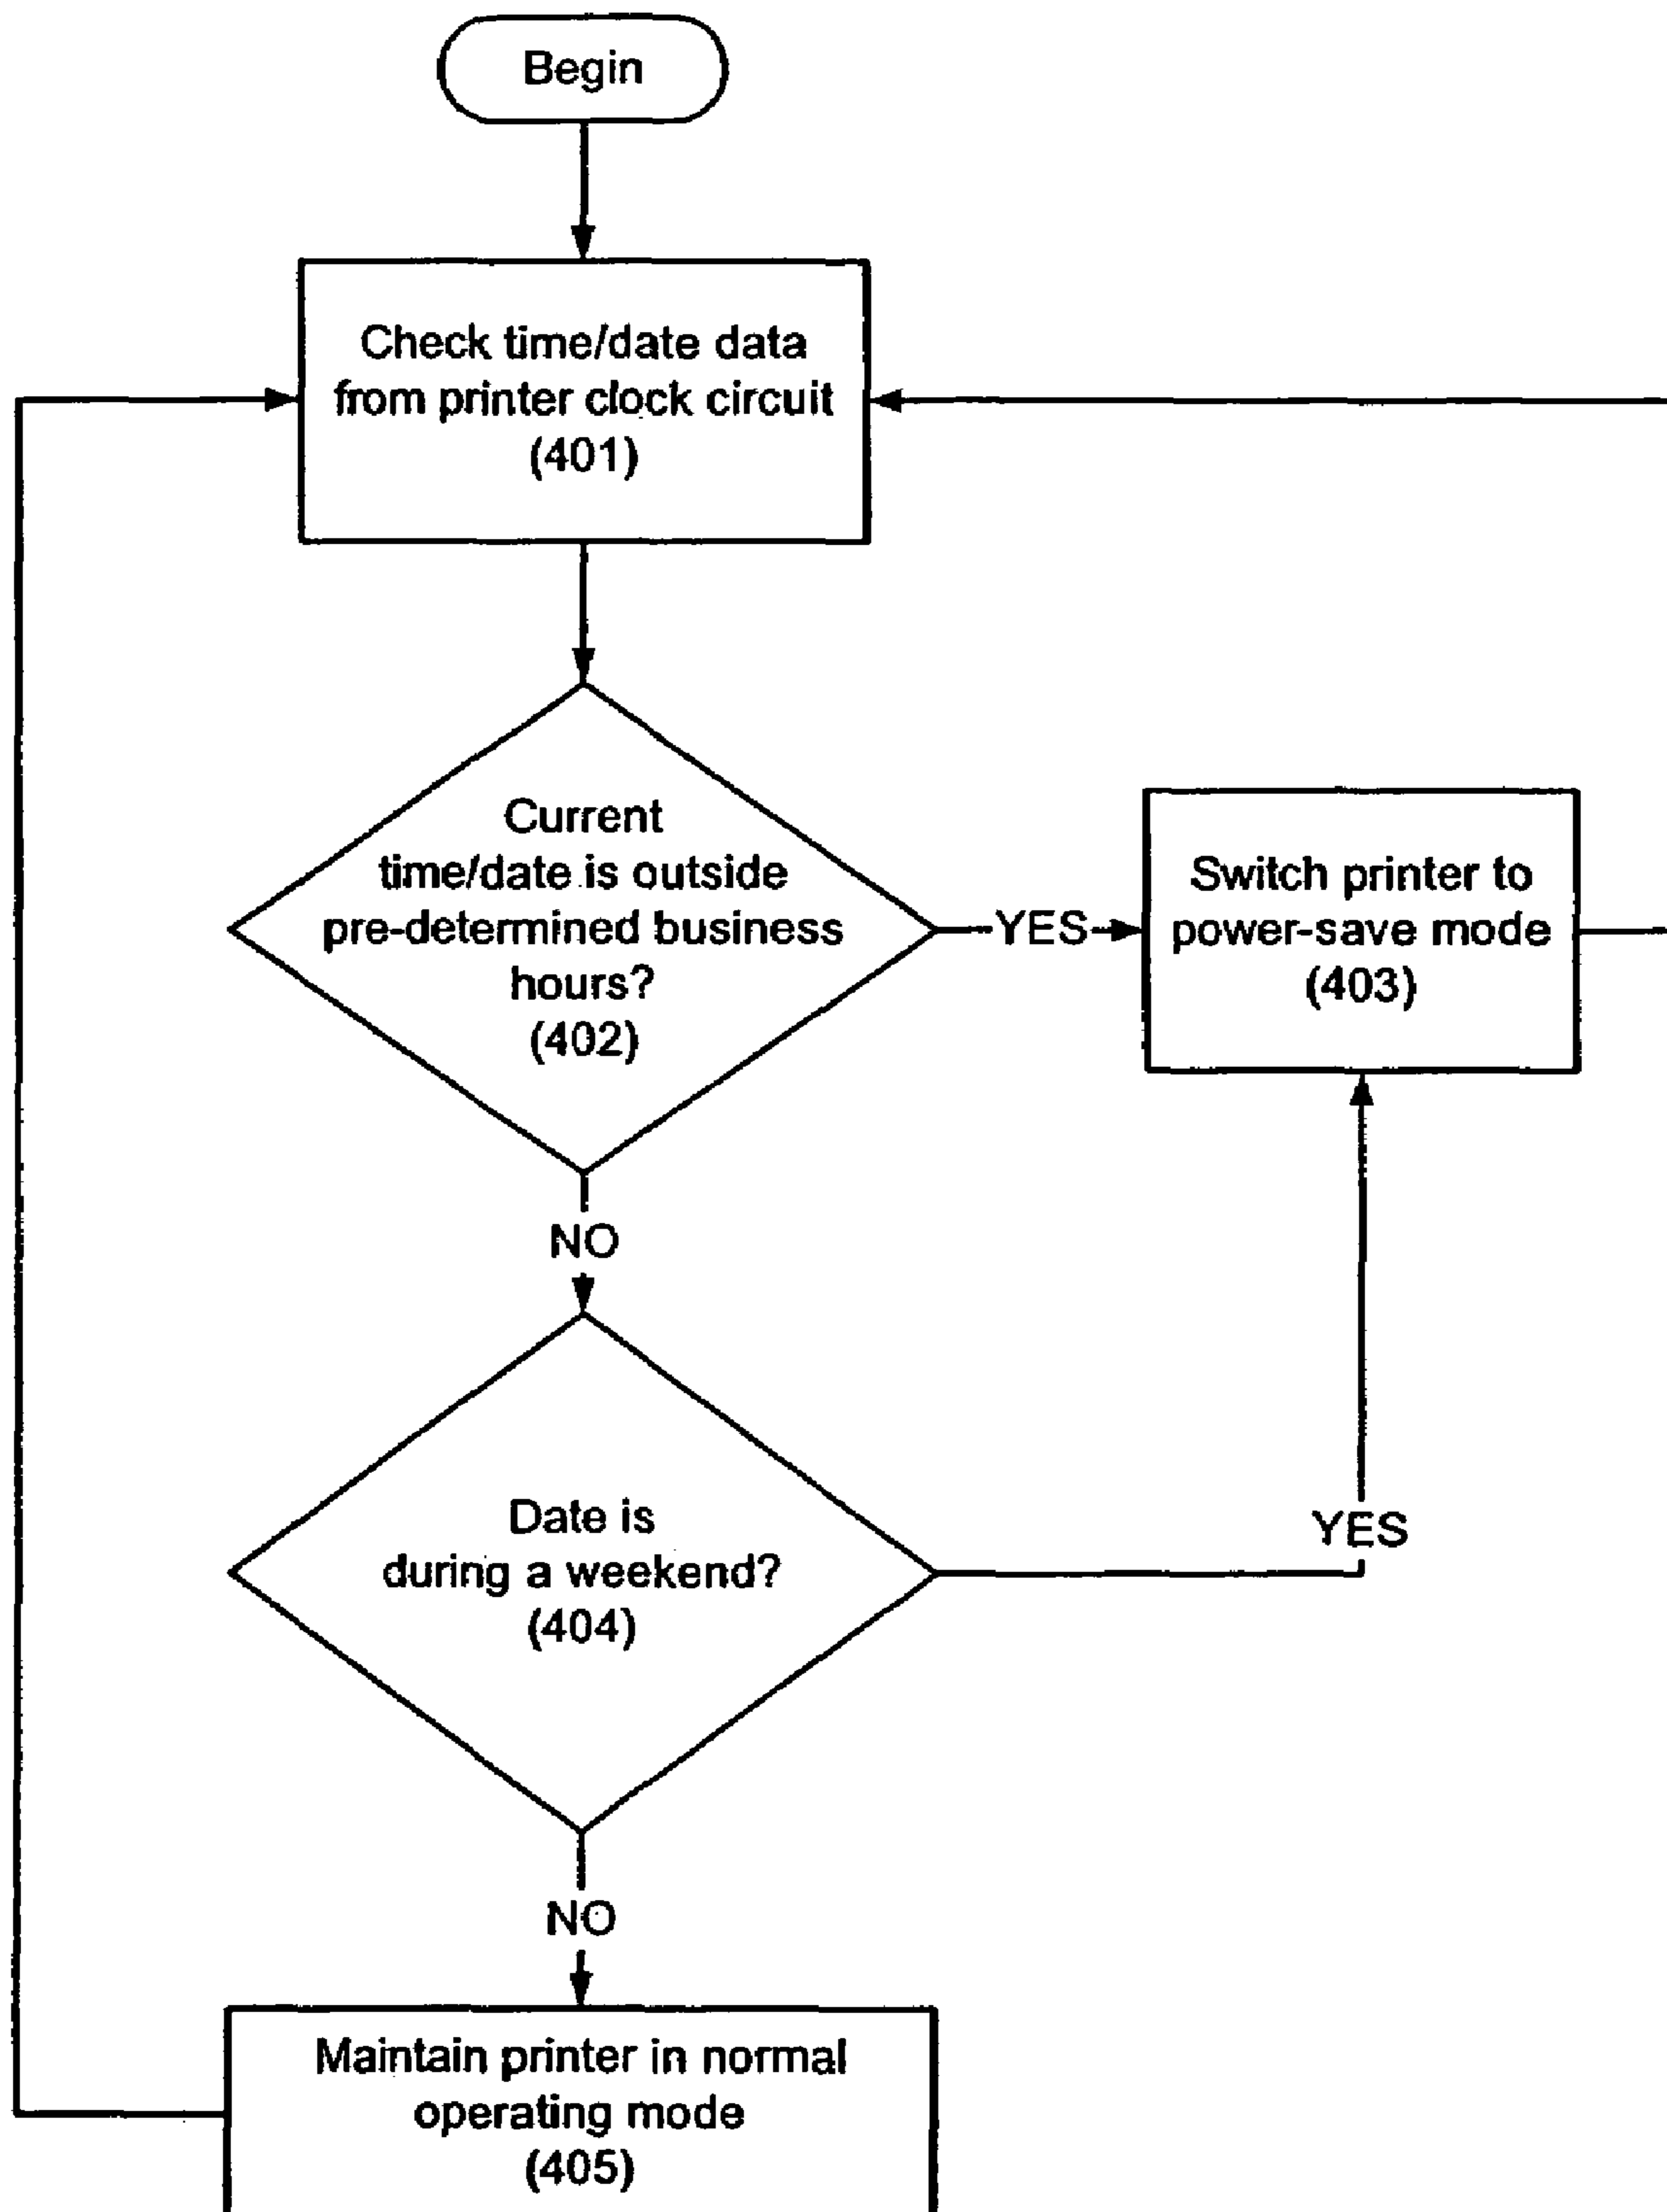 Begin
Check time/date data
from printer clock circuit
(401)
Current
time/date is outside
pre-determined business
hours?
(402)
YES
Switch printer to
power-save mode
(403)
NO
Date is
during a weekend?
(404)
YES
NO
Maintain printer in normal
operating mode
(405)